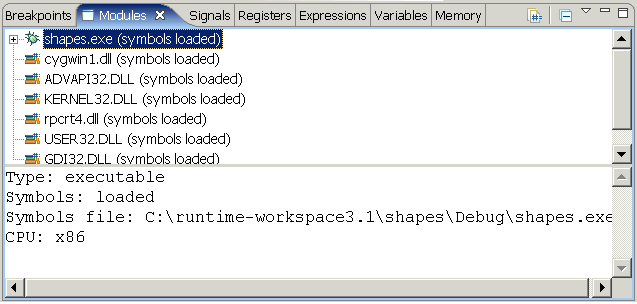 Breakpoints Modules Signals Registers Expressions Variables Memory
shapes.exe (symbols loaded)
cygwin1.dll (symbols loaded)
ADVAPI32.DLL (symbols loaded)
KERNEL32.DLL (symbols loaded)
rpcrt4.dll (symbols loaded)
USER32.DLL (symbols loaded)
GDI32.DLL (symbols loaded)
Type: executable
Symbols: loaded
Symbols file: C:\runtime-workspace3.1\shapes\Debug\shapes.exe
CPU: x86